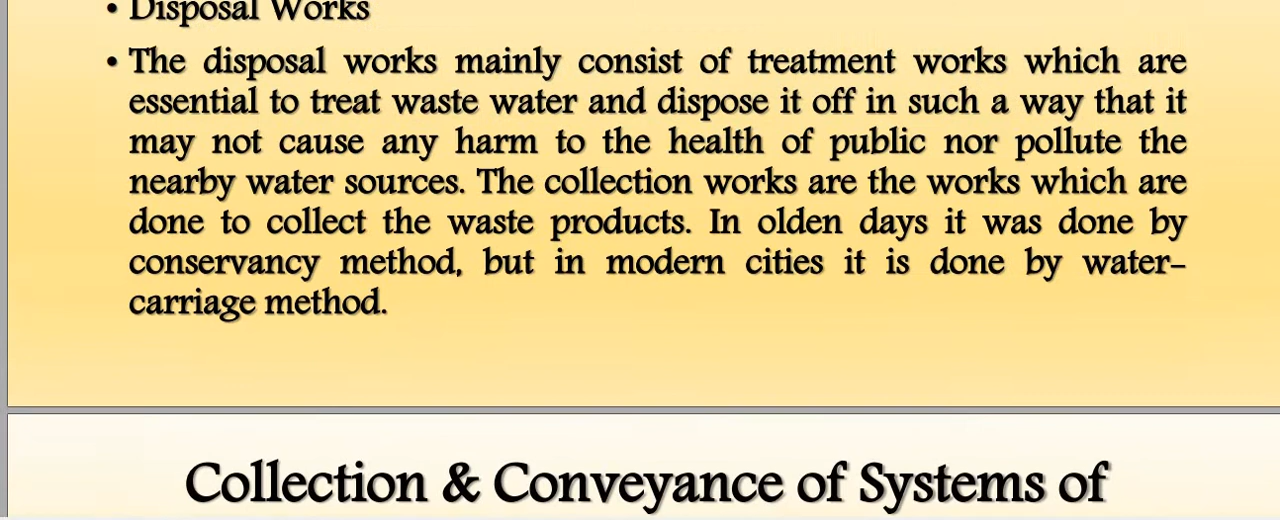 • Disposal Works
• The disposal works mainly consist of treatment works which are
essential to treat waste water and dispose it off in such a way that it
may not cause any harm to the health of public nor pollute the
nearby water sources. The collection works are the works which are
done to collect the waste products. In olden days it was done by
conservancy method, but in modern cities it is done by water-
carriage method.
Collection & Conveyance of Systems of